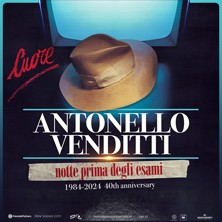 Cuore
ANTONELLO
VENDITTI
notte prima degli esami
1984-2024 40th anniversary